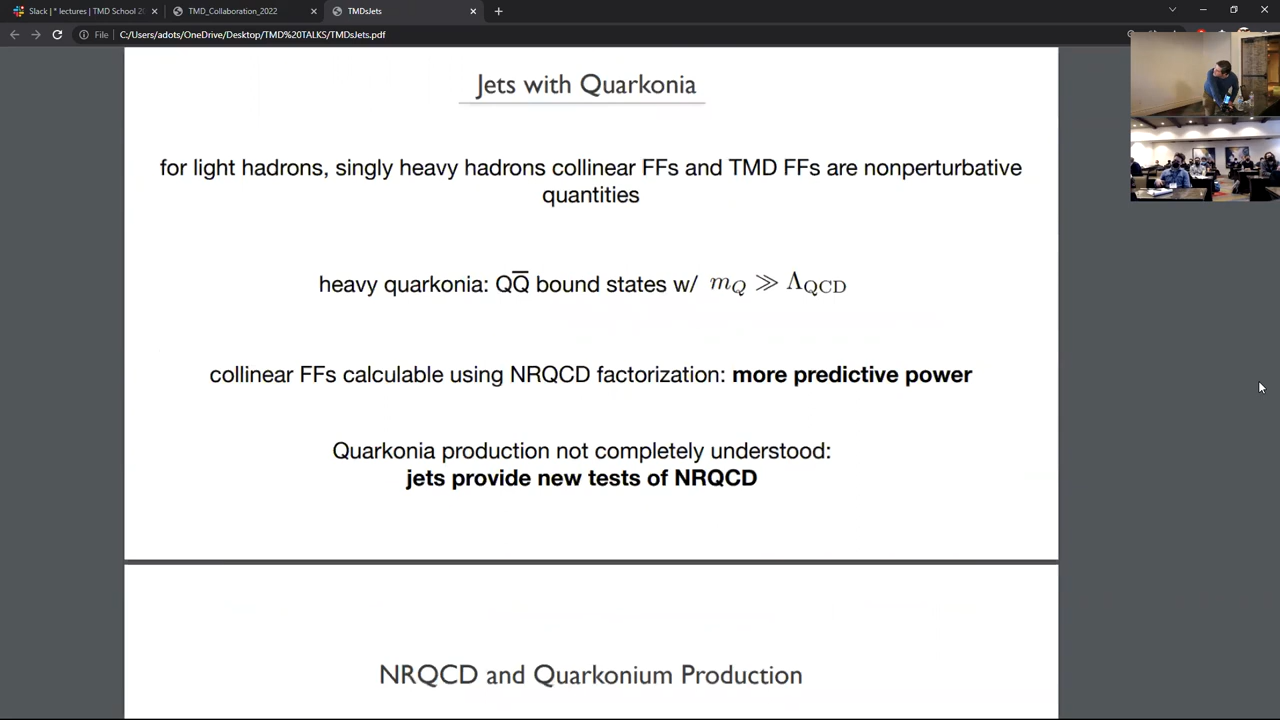 Slack | * lectures | TMD School 20
TMD_Collaboration_2022
TMDsJets
File
C:/Users/adots/OneDrive/Desktop/TMD%20TALKS/TMDsJets.pdf
Jets with Quarkonia
for light hadrons, singly heavy hadrons collinear FFs and TMD FFs are nonperturbative
quantities
heavy quarkonia: QQ̅ bound states w/ m_Q ≫ Λ_QCD
collinear FFs calculable using NRQCD factorization: more predictive power
Quarkonia production not completely understood:
jets provide new tests of NRQCD
NRQCD and Quarkonium Production